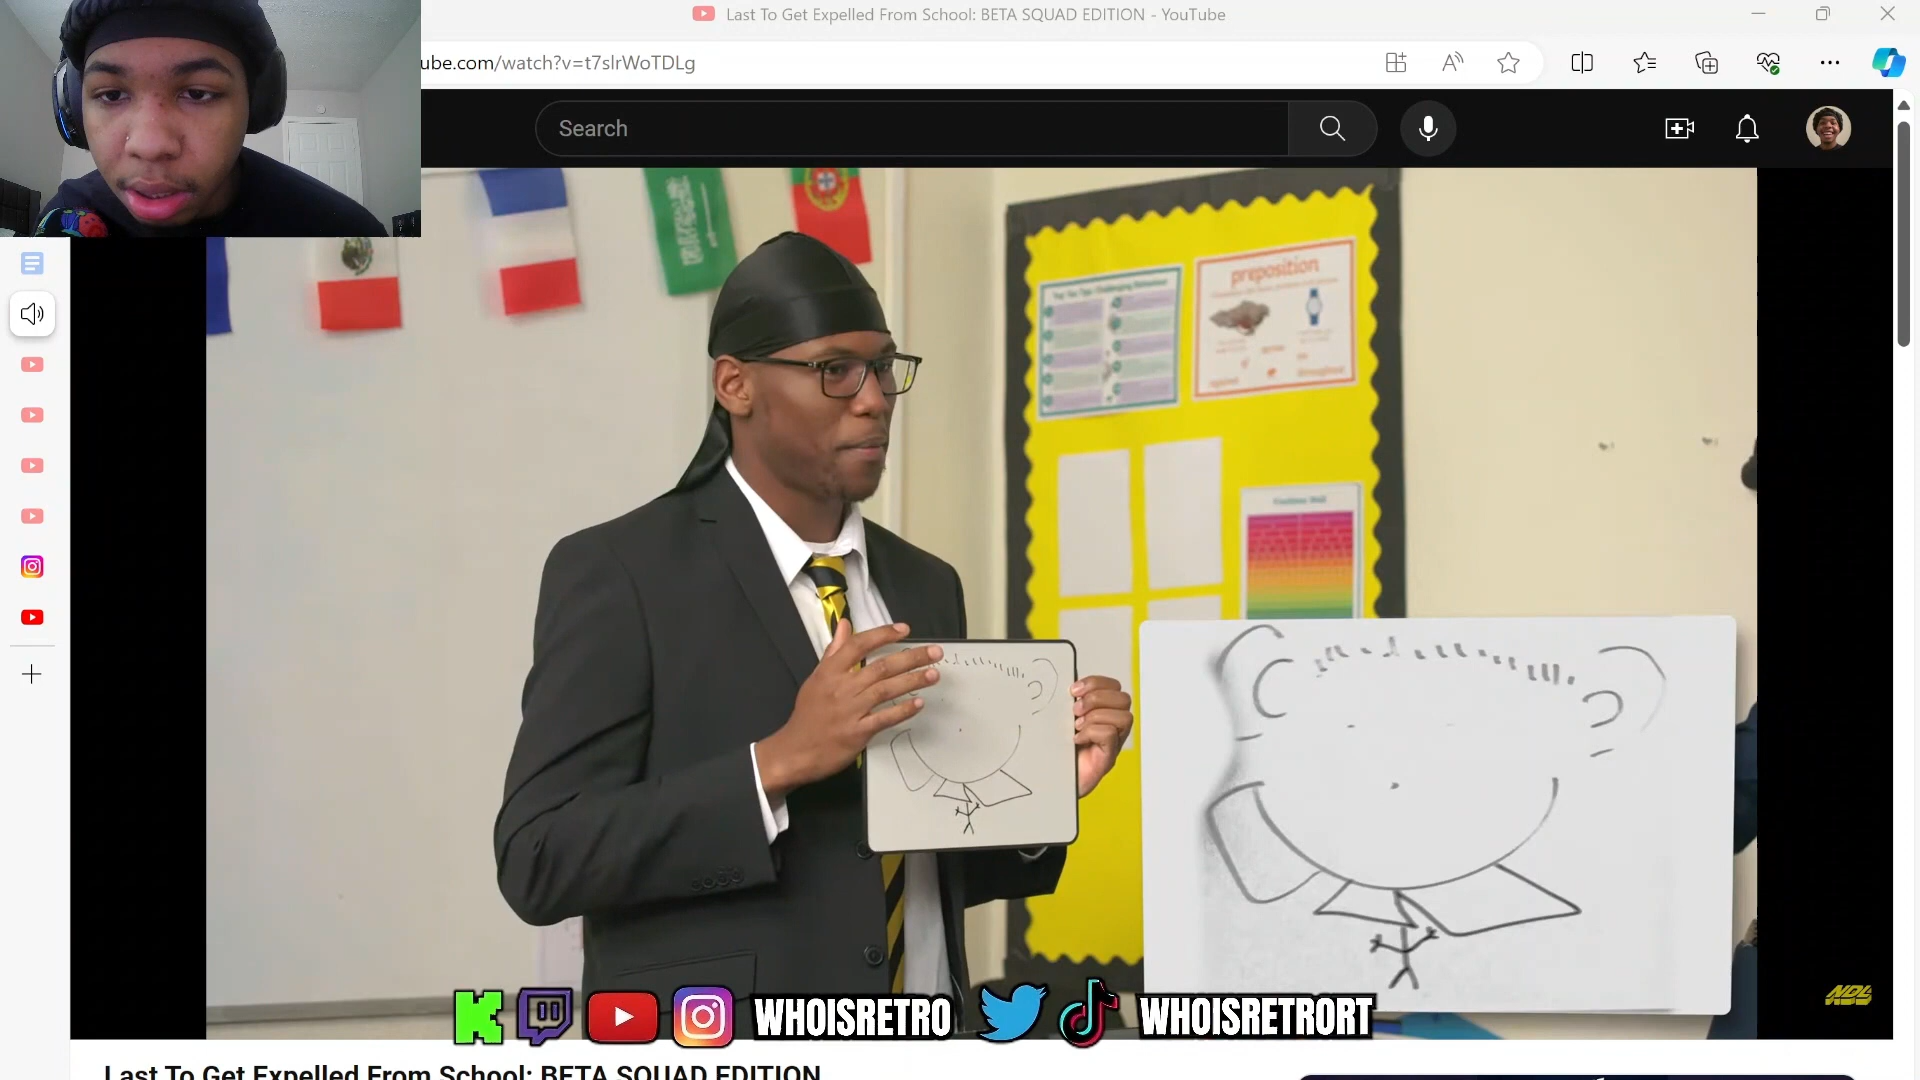 Last To Get Expelled From School: BETA SQUAD EDITION - YouTube
ube.com/watch?v=t7slrWoTDLg
Search
preposition
NDL
WHOISRETRO
WHOISRETRORT
Last To Get Expelled From School: BETA SQUAD EDITION